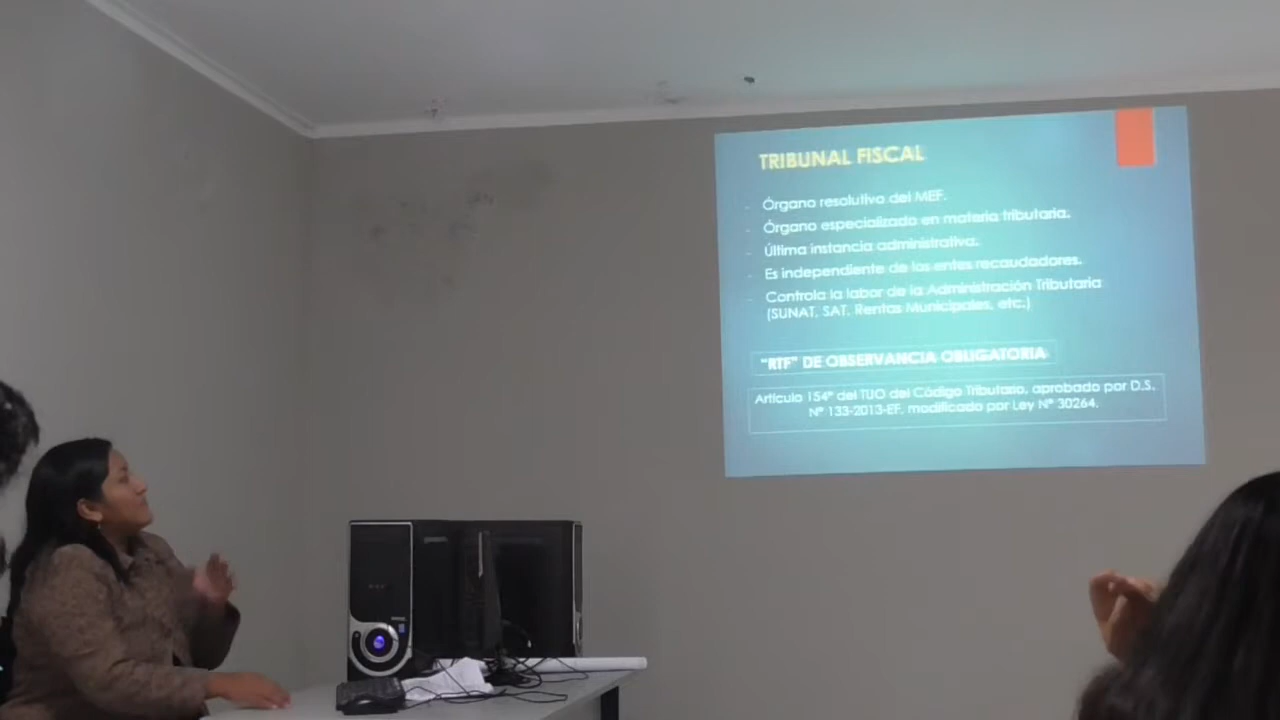 TRIBUNAL FISCAL
- Órgano resolutivo del MEF.
- Órgano especializado en materia tributaria.
- Última instancia administrativa.
- Es independiente de los entes recaudadores.
- Controla la labor de la Administración Tributaria
(SUNAT, SAT, Rentas Municipales, etc.)
"RTF" DE OBSERVANCIA OBLIGATORIA
Artículo 154° del TUO del Código Tributario, aprobado por D.S.
N° 133-2013-EF, modificado por Ley N° 30264.